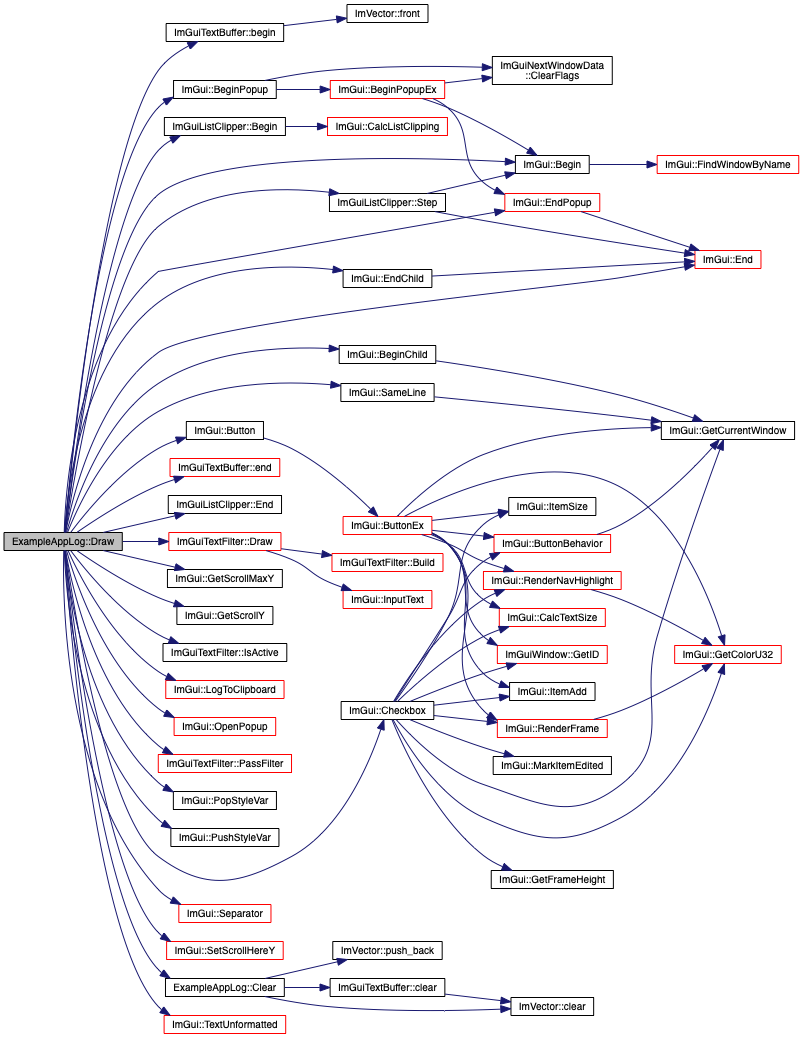 ImVector::front
ImGuiTextBuffer::begin
ImGuiNextWindowData
::ClearFlags
ImGui::BeginPopup
ImGui::BeginPopupEx
ImGuiListClipper::Begin
ImGui::CalcListClipping
ImGui::Begin
ImGui::FindWindowByName
ImGuiListClipper::Step
ImGui::EndPopup
ImGui::End
ImGui::EndChild
ImGui::BeginChild
ImGui::SameLine
ImGui::Button
ImGui::GetCurrentWindow
ImGuiTextBuffer::end
ImGuiListClipper::End
ImGui::ItemSize
ImGui::ButtonEx
ExampleAppLog::Draw
ImGuiTextFilter::Draw
ImGui::ButtonBehavior
ImGuiTextFilter::Build
ImGui::GetScrollMaxY
ImGui::RenderNavHighlight
ImGui::InputText
ImGui::GetScrollY
ImGui::CalcTextSize
ImGuiTextFilter::IsActive
ImGuiWindow::GetID
ImGui::GetColorU32
ImGui::LogToClipboard
ImGui::ItemAdd
ImGui::Checkbox
ImGui::OpenPopup
ImGui::RenderFrame
ImGuiTextFilter::PassFilter
ImGui::MarkItemEdited
ImGui::PopStyleVar
ImGui::PushStyleVar
ImGui::GetFrameHeight
ImGui::Separator
ImGui::SetScrollHereY
ImVector::push_back
ExampleAppLog::Clear
ImGuiTextBuffer::clear
ImVector::clear
ImGui::TextUnformatted